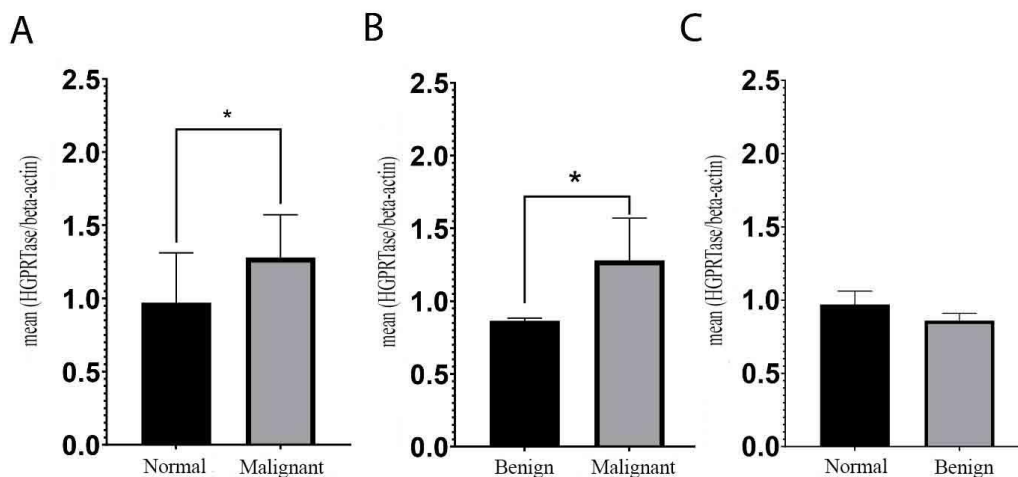 A
mean (HGPRTase/beta-actin)
2.5
2.0
1.5
1.0
0.5
0.0
*
Normal Malignant
B
mean (HGPRTase/beta-actin)
2.5
2.0
1.5
1.0
0.5
0.0
*
Benign Malignant
C
mean (HGPRTase/beta-actin)
2.5
2.0
1.5
1.0
0.5
0.0
Normal Benign